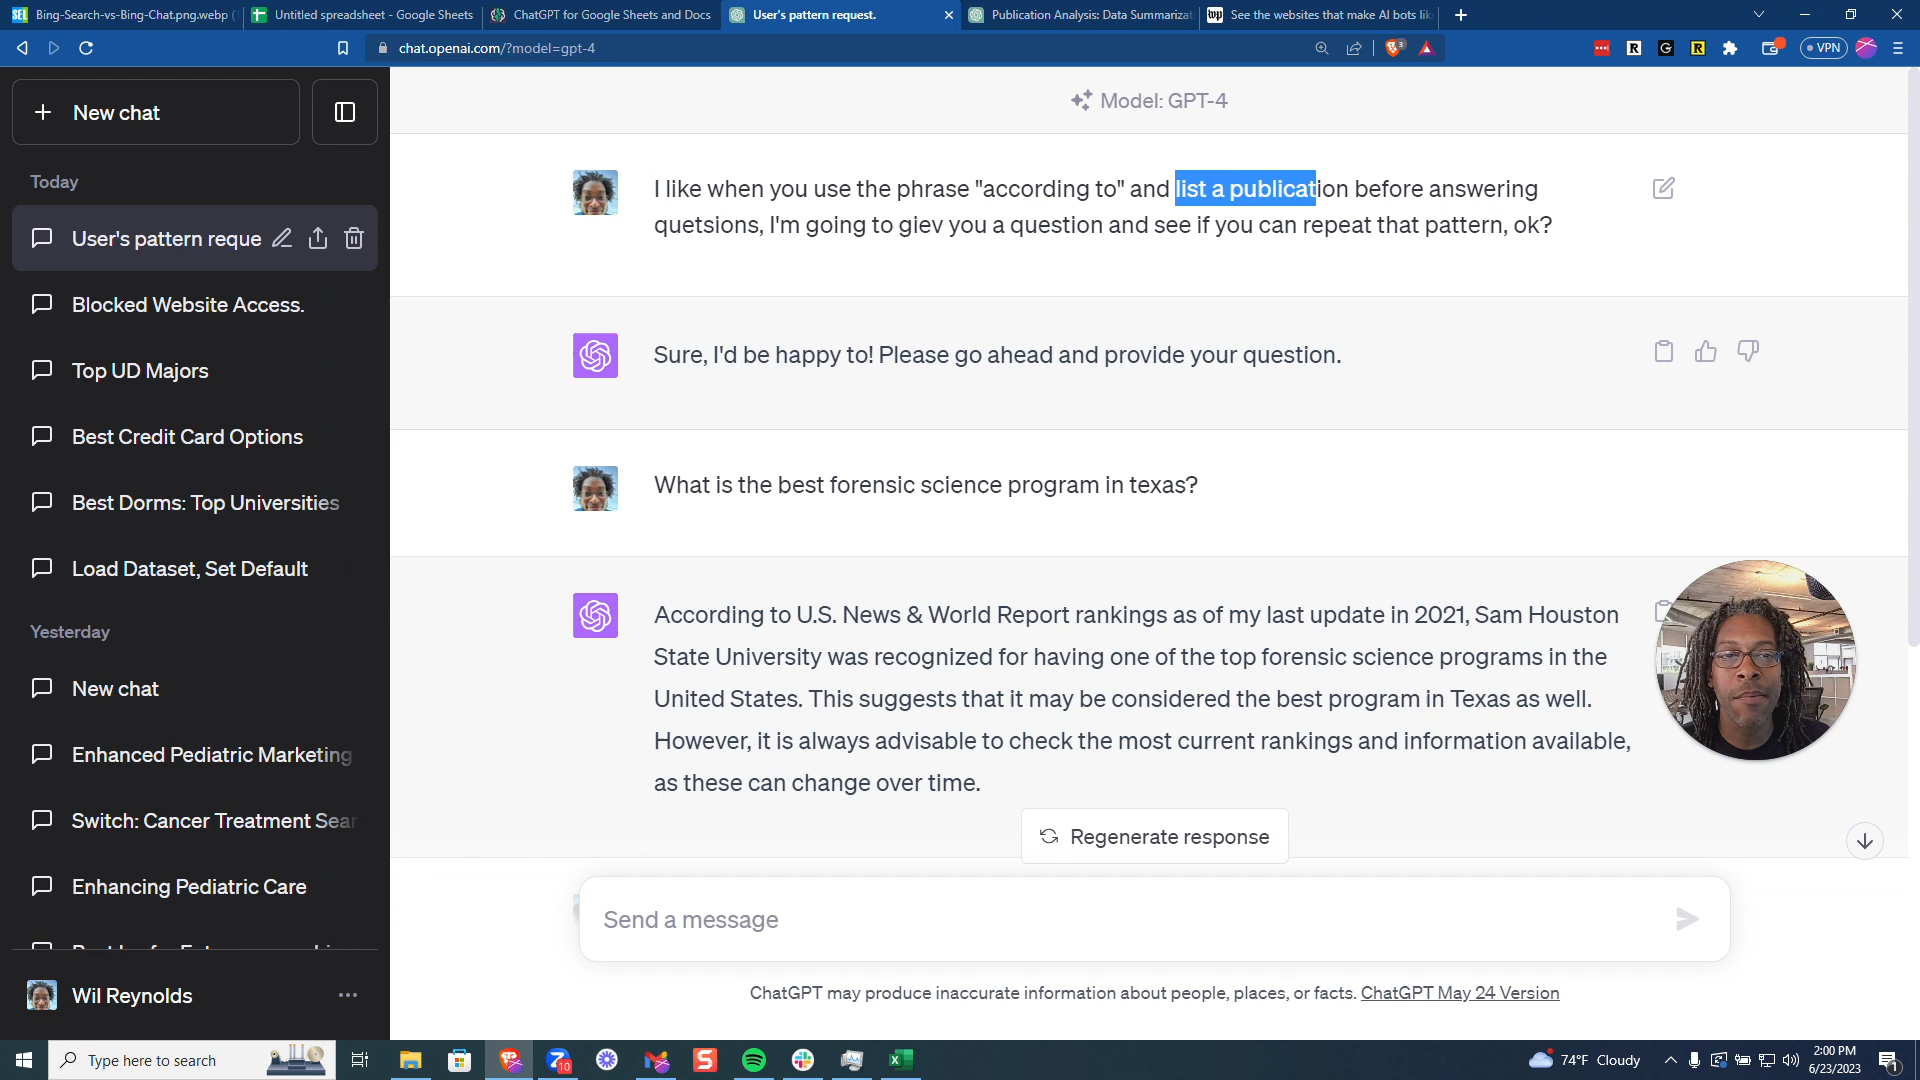 Bing-Search-vs-Bing-Chat.png.webp (
Untitled spreadsheet - Google Sheets
ChatGPT for Google Sheets and Docs
User's pattern request.
Publication Analysis: Data Summarizat
See the websites that make AI bots lik
chat.openai.com/?model=gpt-4
VPN
New chat
Model: GPT-4
Today
User's pattern reque
Blocked Website Access.
Top UD Majors
Best Credit Card Options
Best Dorms: Top Universities
Load Dataset, Set Default
Yesterday
New chat
Enhanced Pediatric Marketing
Switch: Cancer Treatment Sear
Enhancing Pediatric Care
Wil Reynolds
I like when you use the phrase "according to" and list a publication before answering
quetsions, I'm going to giev you a question and see if you can repeat that pattern, ok?
Sure, I'd be happy to! Please go ahead and provide your question.
What is the best forensic science program in texas?
According to U.S. News & World Report rankings as of my last update in 2021, Sam Houston
State University was recognized for having one of the top forensic science programs in the
United States. This suggests that it may be considered the best program in Texas as well.
However, it is always advisable to check the most current rankings and information available,
as these can change over time.
Regenerate response
Send a message
ChatGPT may produce inaccurate information about people, places, or facts. ChatGPT May 24 Version
Type here to search
10
74°F Cloudy
2:00 PM
6/23/2023
1